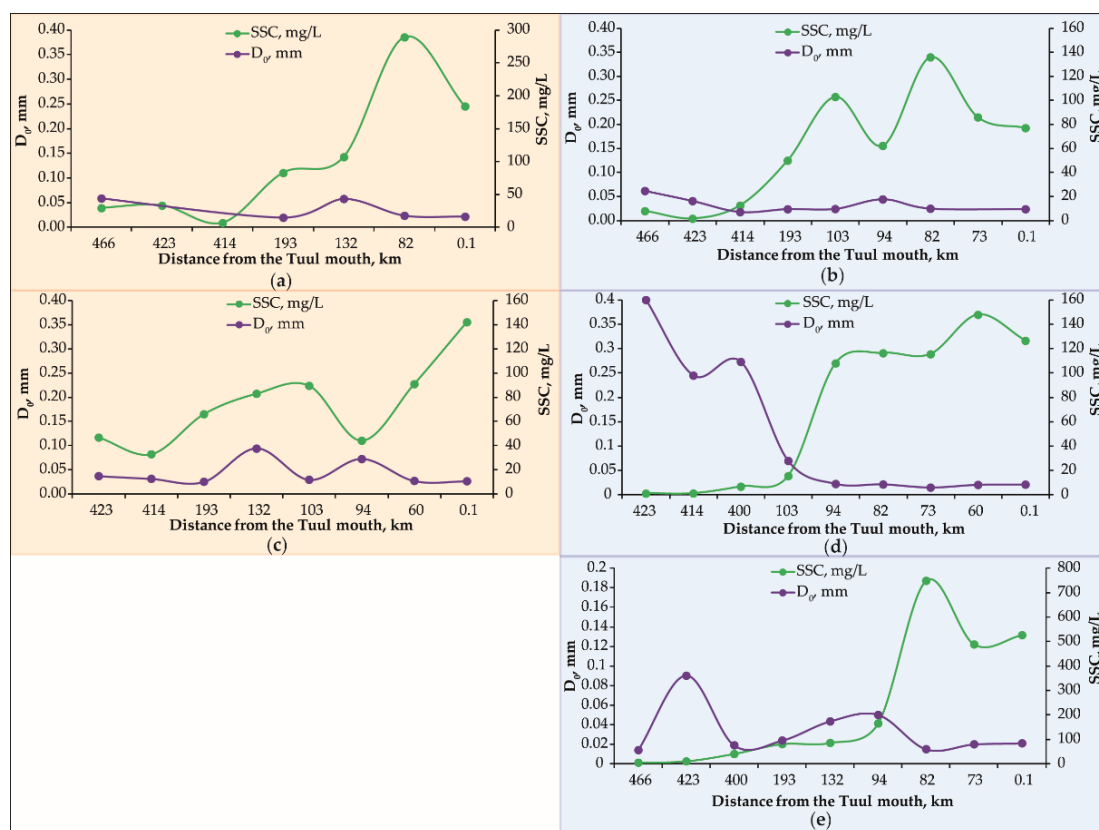 SSC, mg/L
D₀, mm
0.40
0.35
0.30
0.25
0.20
0.15
0.10
0.05
0.00
D₀, mm
300
250
200
150
100
50
0
SSC, mg/L
466 423 414 193 132 82 0.1
Distance from the Tuul mouth, km
(a)
SSC, mg/L
D₀, mm
0.40
0.35
0.30
0.25
0.20
0.15
0.10
0.05
0.00
D₀, mm
160
140
120
100
80
60
40
20
0
SSC, mg/L
466 423 414 193 103 94 82 73 0.1
Distance from the Tuul mouth, km
(b)
SSC, mg/L
D₀, mm
0.40
0.35
0.30
0.25
0.20
0.15
0.10
0.05
0.00
D₀, mm
160
140
120
100
80
60
40
20
0
SSC, mg/L
423 414 193 132 103 94 60 0.1
Distance from the Tuul mouth, km
(c)
SSC, mg/L
D₀, mm
0.4
0.35
0.3
0.25
0.2
0.15
0.1
0.05
0
D₀, mm
160
140
120
100
80
60
40
20
0
SSC, mg/L
423 414 400 103 94 82 73 60 0.1
Distance from the Tuul mouth, km
(d)
SSC, mg/L
D₀, mm
0.2
0.18
0.16
0.14
0.12
0.1
0.08
0.06
0.04
0.02
0
D₀, mm
800
700
600
500
400
300
200
100
0
SSC, mg/L
466 423 400 193 132 94 82 73 0.1
Distance from the Tuul mouth, km
(e)